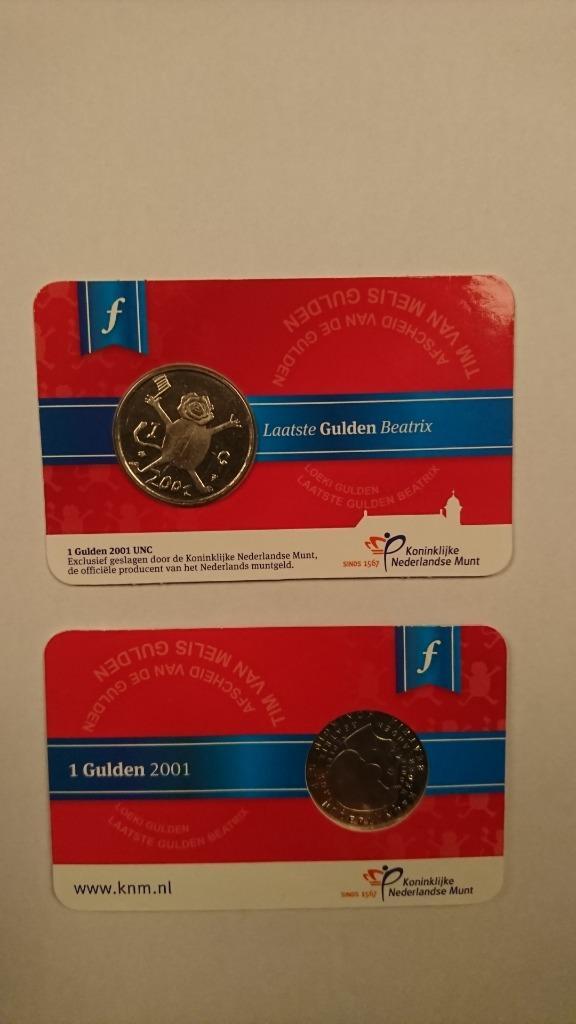 f
TIM VAN MELIS GULDEN
AFSCHEID VAN DE GULDEN
Laatste Gulden Beatrix
LOEKI GULDEN
LAATSTE GULDEN BEATRIX
2001
1 Gulden 2001 UNC
Exclusief geslagen door de Koninklijke Nederlandse Munt,
de officiële producent van het Nederlands muntgeld.
SINDS 1567
Koninklijke
Nederlandse Munt
f
TIM VAN MELIS GULDEN
AFSCHEID VAN DE GULDEN
1 Gulden 2001
LOEKI GULDEN
LAATSTE GULDEN BEATRIX
www.knm.nl
SINDS 1567
Koninklijke
Nederlandse Munt